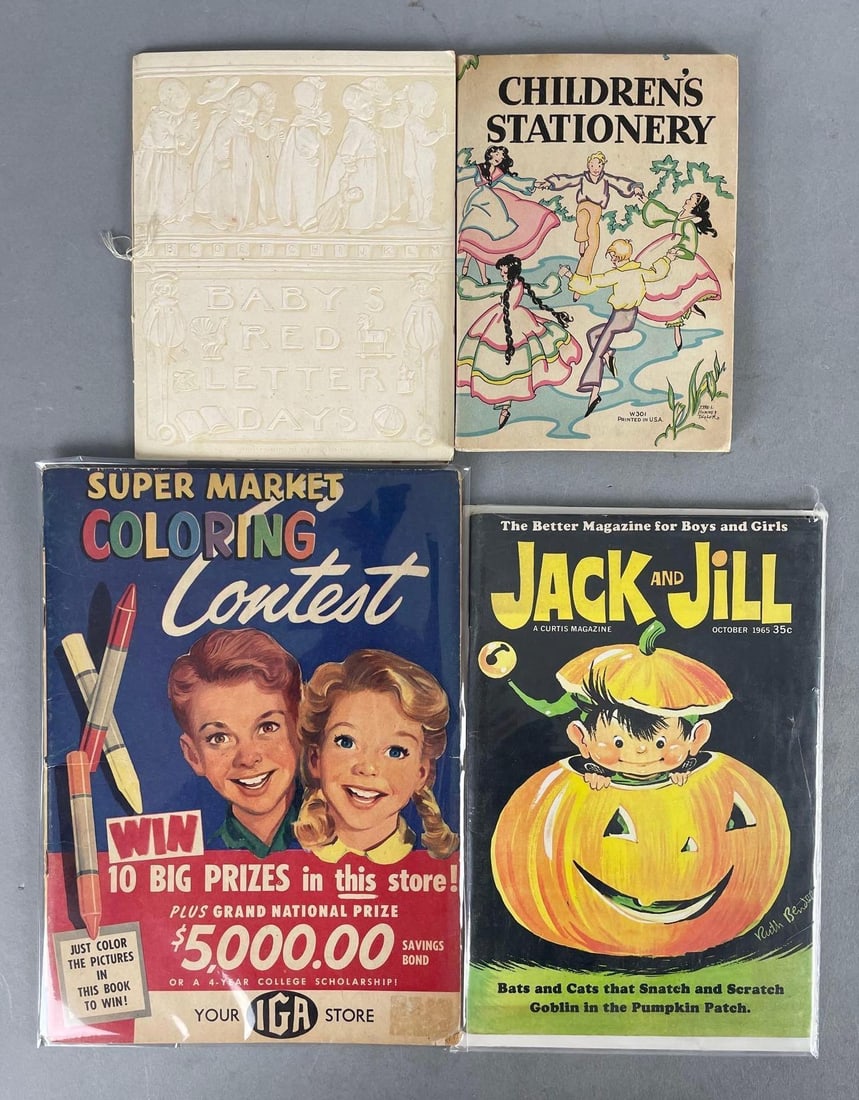 BABY'S
RED
LETTER
DAYS
CHILDREN'S
STATIONERY
W301
PRINTED IN U.S.A.
SUPER MARKET
COLORING
Contest
WIN
10 BIG PRIZES in this store!
PLUS GRAND NATIONAL PRIZE
$5,000.00 SAVINGS
BOND
OR A 4-YEAR COLLEGE SCHOLARSHIP!
JUST COLOR
THE PICTURES
IN
THIS BOOK
TO WIN!
YOUR IGA STORE
The Better Magazine for Boys and Girls
JACK AND JILL
A CURTIS MAGAZINE
OCTOBER 1965 35c
Ruth Bendel
Bats and Cats that Snatch and Scratch
Goblin in the Pumpkin Patch.